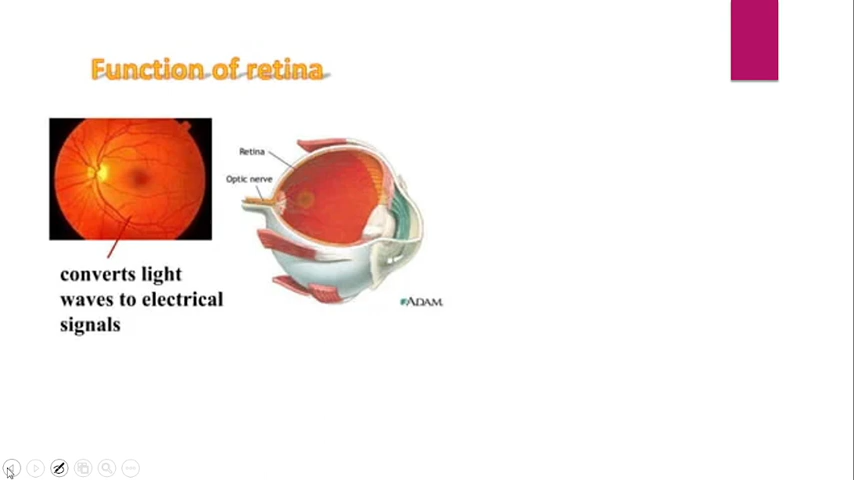 Function of retina
Retina
Optic nerve
converts light
waves to electrical
signals
ADAM